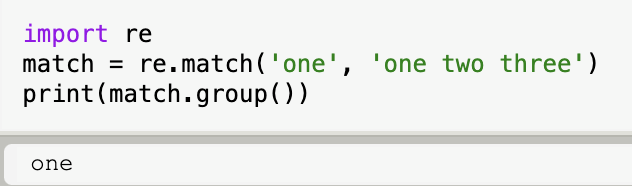 import re
match = re.match('one', 'one two three')
print(match.group())
one